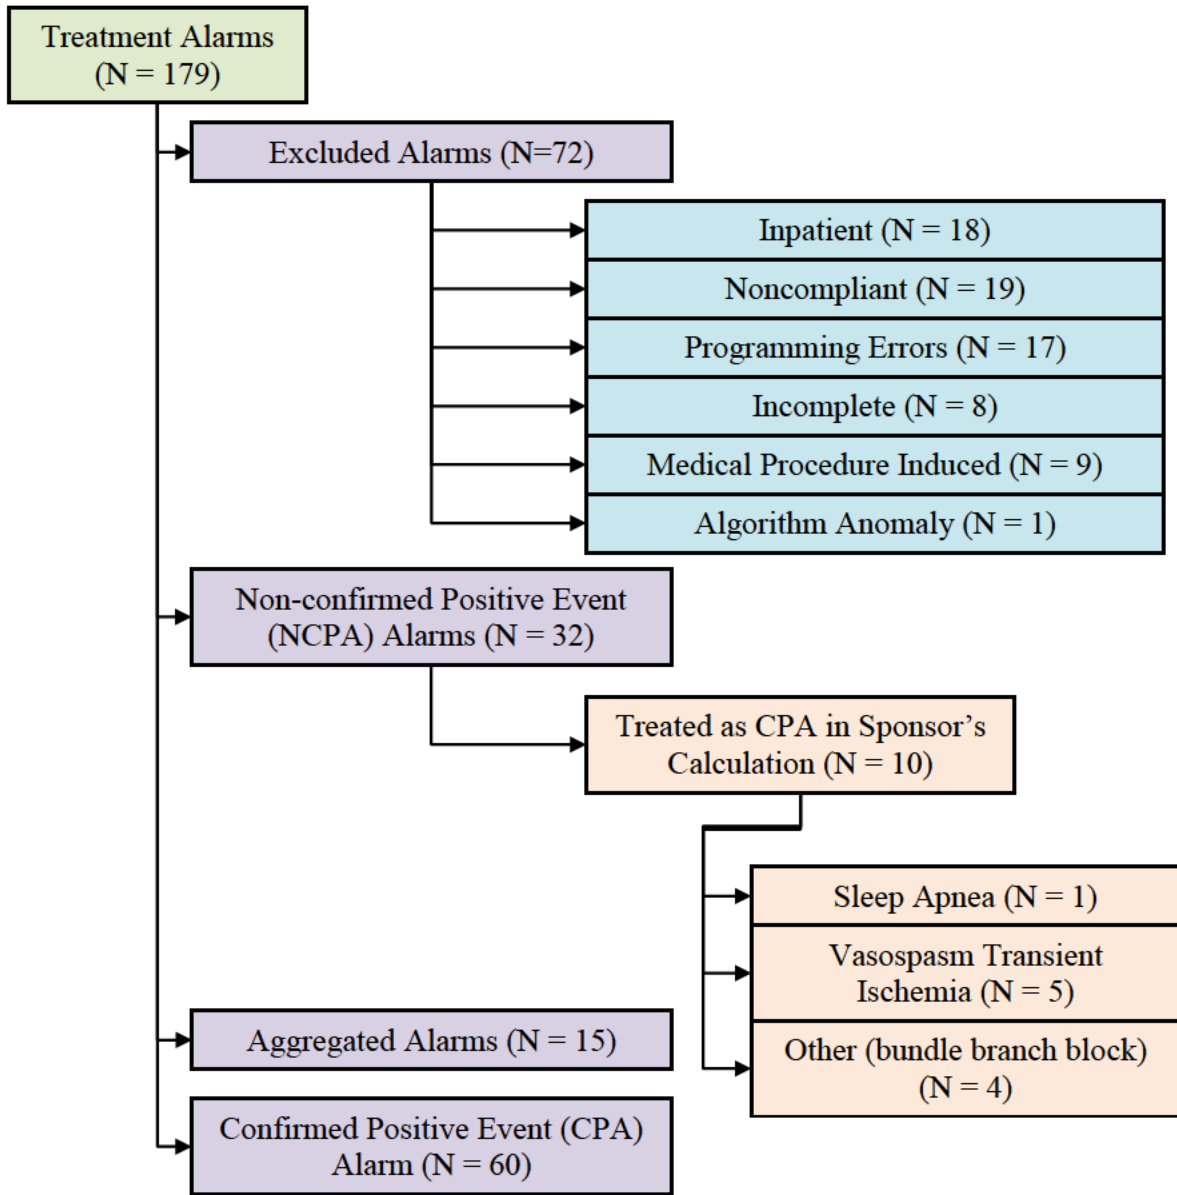 Treatment Alarms
(N = 179)
Excluded Alarms (N=72)
Inpatient (N = 18)
Noncompliant (N = 19)
Programming Errors (N = 17)
Incomplete (N = 8)
Medical Procedure Induced (N = 9)
Algorithm Anomaly (N = 1)
Non-confirmed Positive Event
(NCPA) Alarms (N = 32)
Treated as CPA in Sponsor’s
Calculation (N = 10)
Sleep Apnea (N = 1)
Vasospasm Transient
Ischemia (N = 5)
Other (bundle branch block)
(N = 4)
Aggregated Alarms (N = 15)
Confirmed Positive Event (CPA)
Alarm (N = 60)